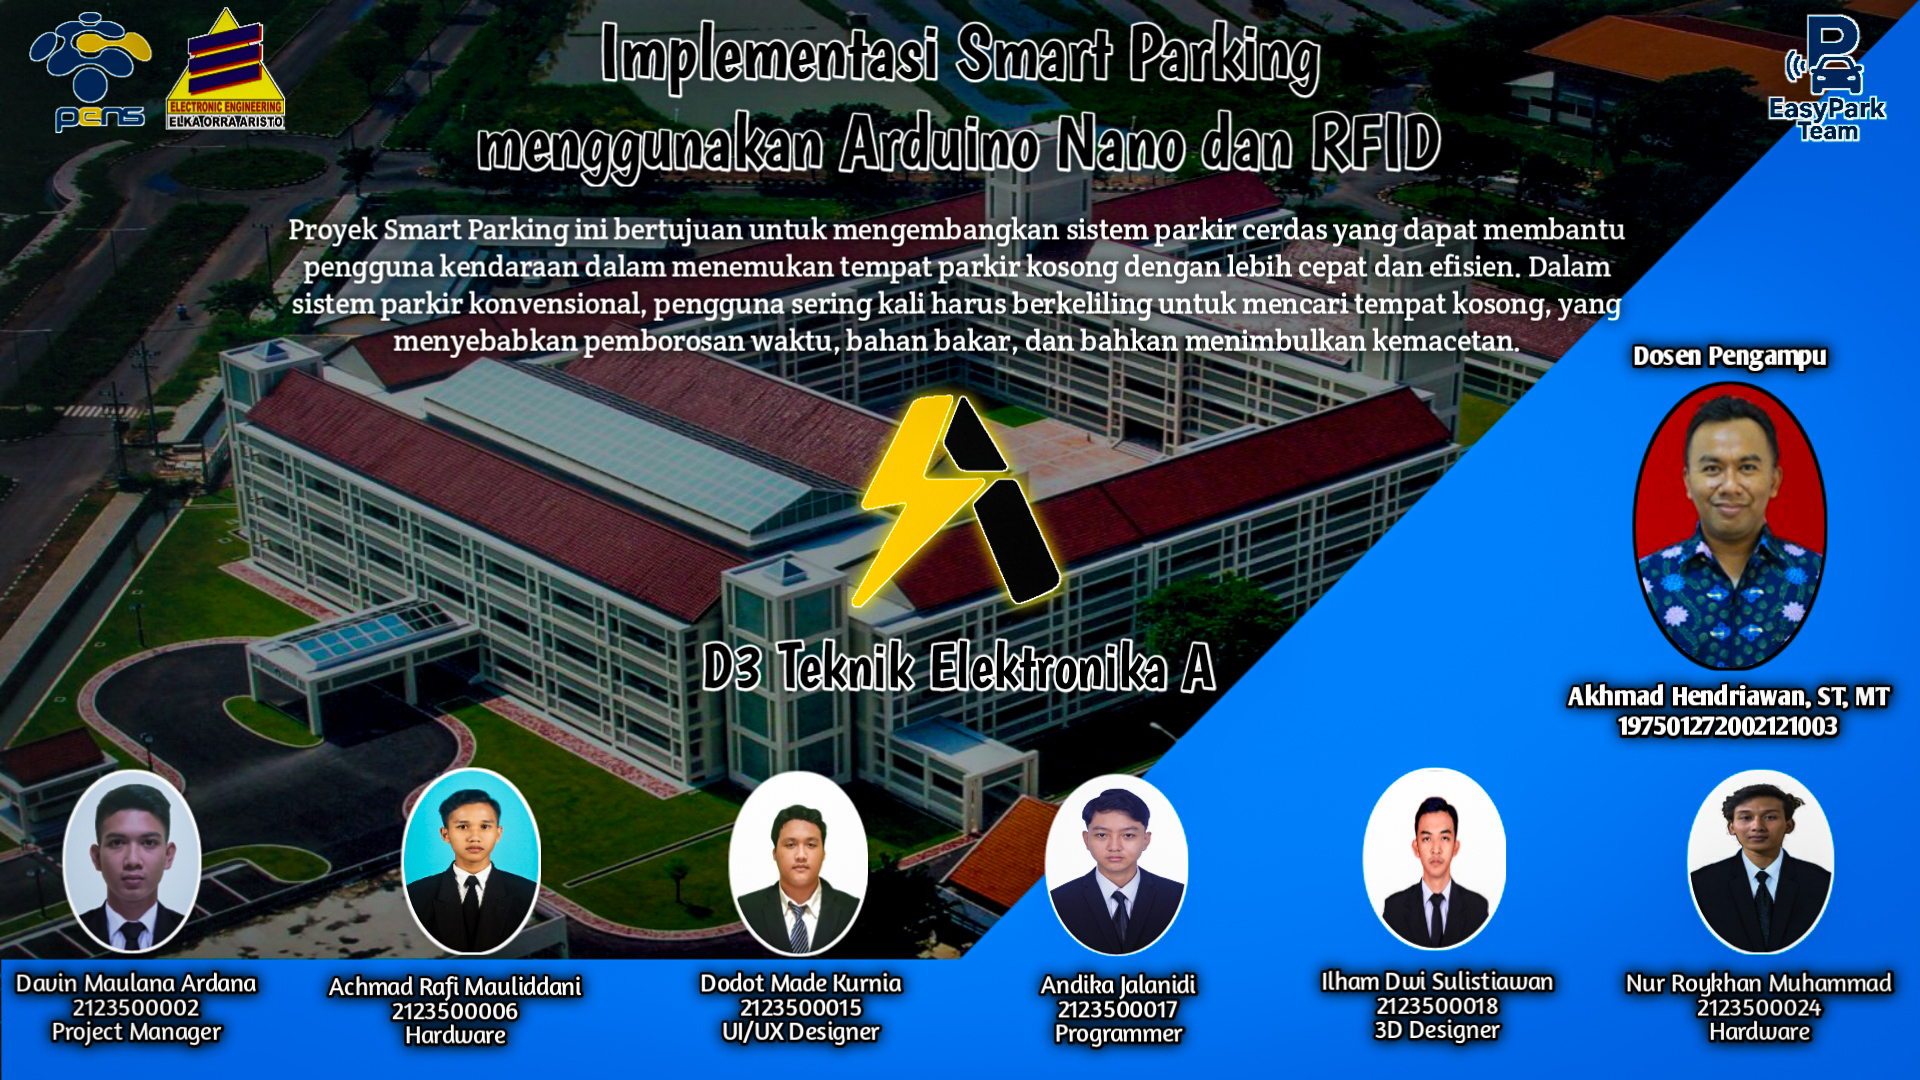 pens
ELECTRONIC ENGINEERING
ELKA ORRA ARISTO
Implementasi Smart Parking
menggunakan Arduino Nano dan RFID
EasyPark
Team
Proyek Smart Parking ini bertujuan untuk mengembangkan sistem parkir cerdas yang dapat membantu
pengguna kendaraan dalam menemukan tempat parkir kosong dengan lebih cepat dan efisien. Dalam
sistem parkir konvensional, pengguna sering kali harus berkeliling untuk mencari tempat kosong, yang
menyebabkan pemborosan waktu, bahan bakar, dan bahkan menimbulkan kemacetan.
Dosen Pengampu
Akhmad Hendriawan, ST, MT
197501272002121003
D3 Teknik Elektronika A
Davin Maulana Ardana
2123500002
Project Manager
Achmad Rafi Mauliddani
2123500006
Hardware
Dodot Made Kurnia
2123500015
UI/UX Designer
Andika Jalanidi
2123500017
Programmer
Ilham Dwi Sulistiawan
2123500018
3D Designer
Nur Roykhan Muhammad
2123500024
Hardware